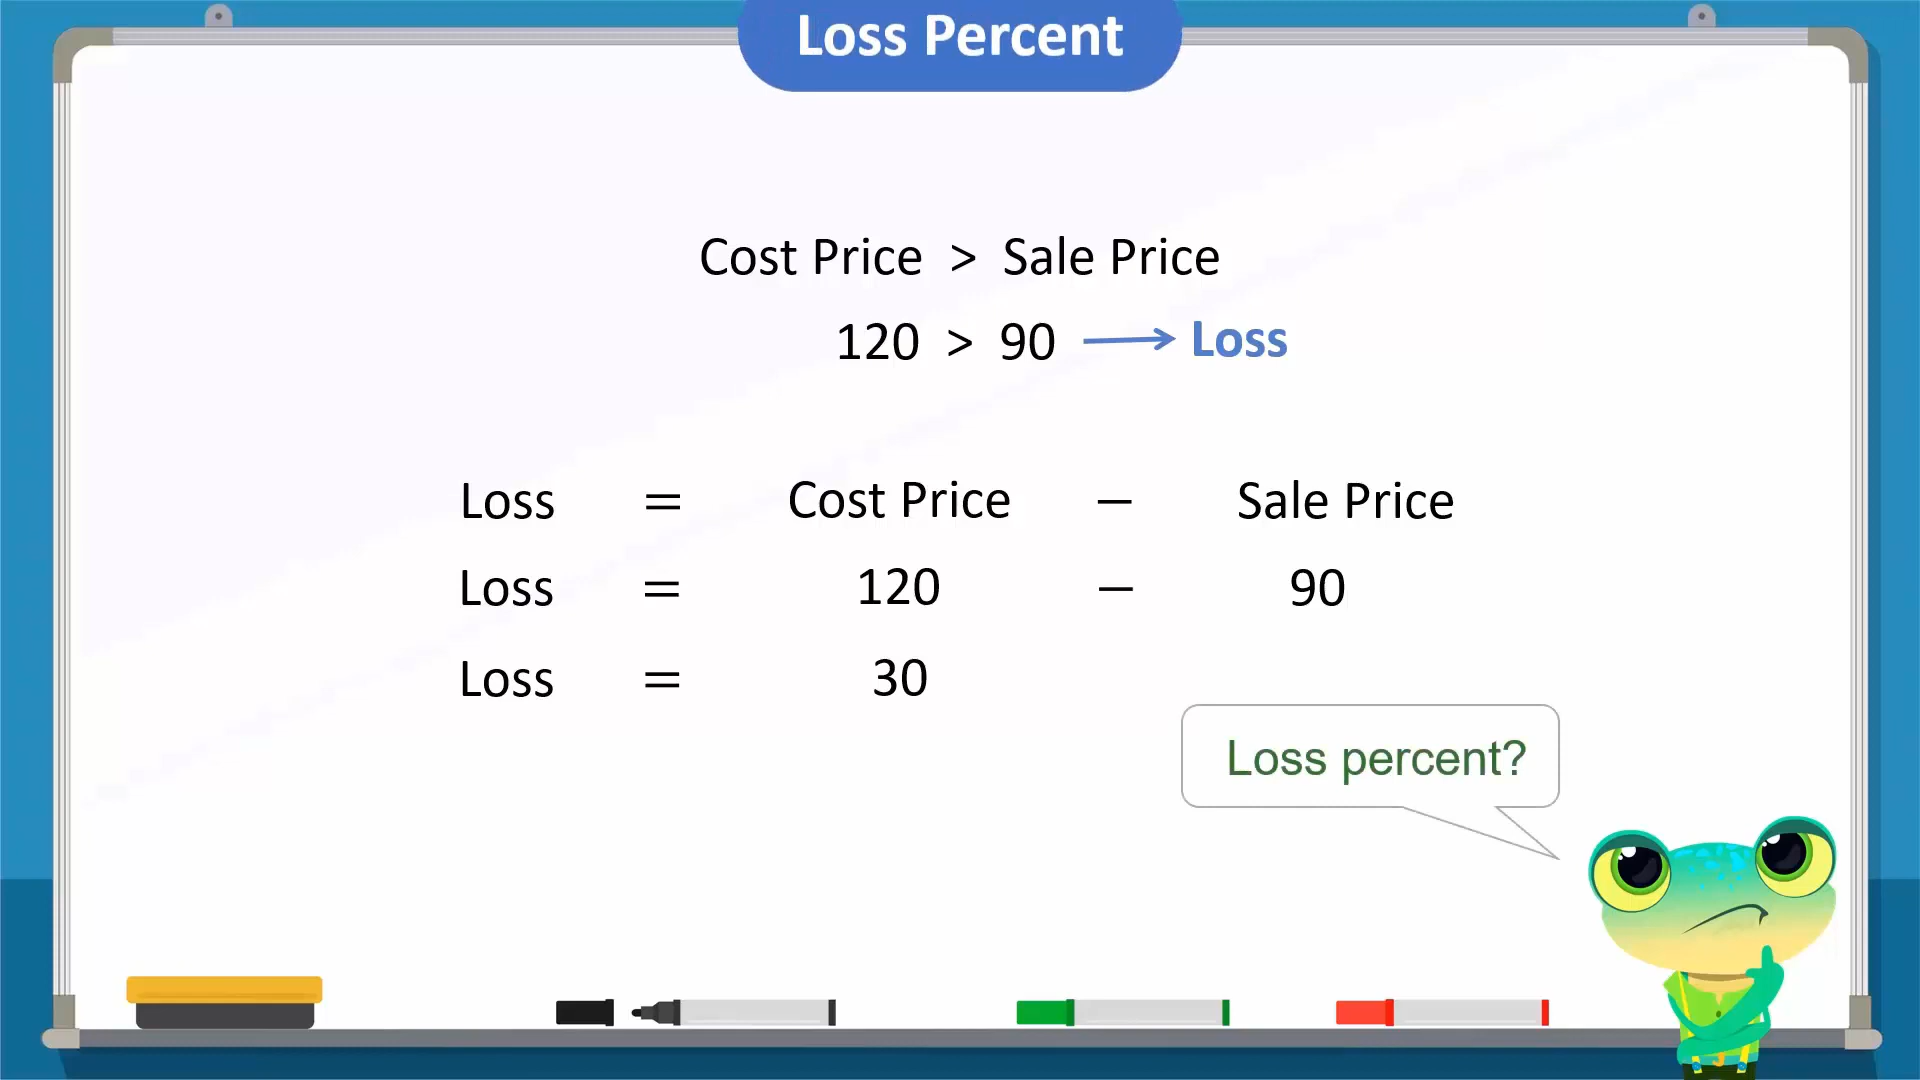 Loss Percent
Cost Price > Sale Price
120 > 90 → Loss
Loss = Cost Price − Sale Price
Loss = 120 − 90
Loss = 30
Loss percent?